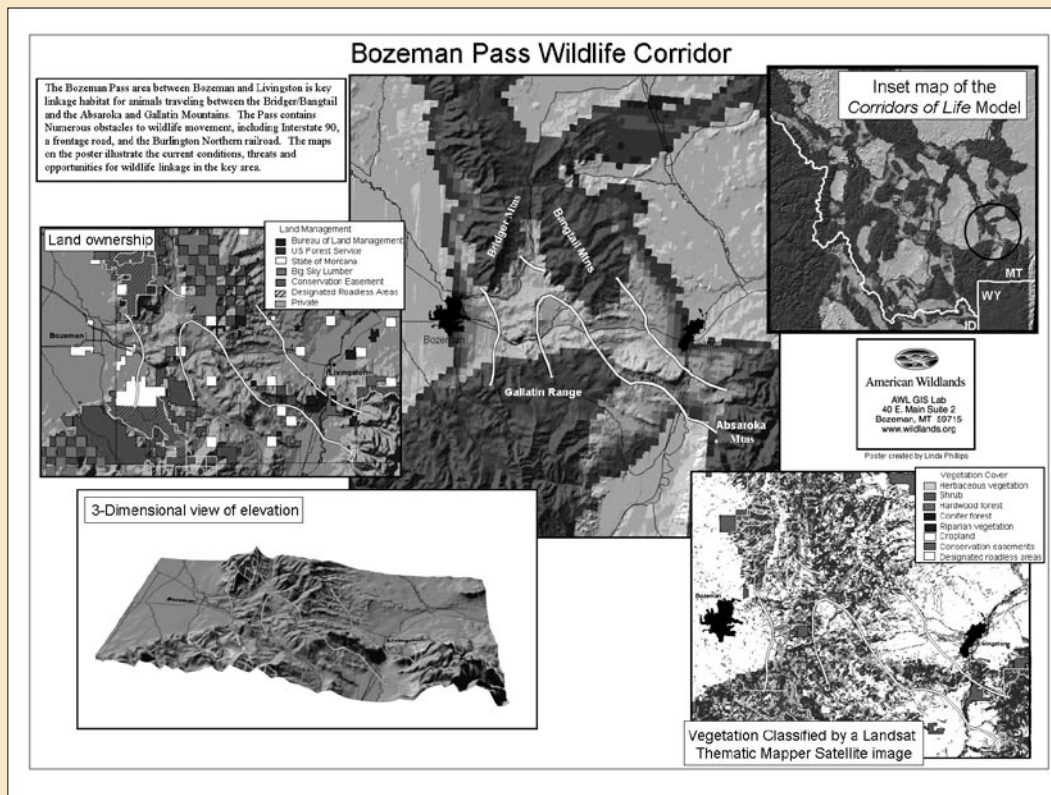 Bozeman Pass Wildlife Corridor
The Bozeman Pass area between Bozeman and Livingston is key
linkage habitat for animals traveling between the Bridger/Bangtail
and the Absaroka and Gallatin Mountains. The Pass contains
Numerous obstacles to wildlife movement, including Interstate 90,
a frontage road, and the Burlington Northern railroad. The maps
on the poster illustrate the current conditions, threats and
opportunities for wildlife linkage in the key area.
Inset map of the
Corridors of Life Model
MT
WY
ID
Land ownership
Land Management
Bureau of Land Management
US Forest Service
State of Montana
Big Sky Lumber
Conservation Easement
Designated Roadless Areas
Private
Bozeman
Livingston
Bridger Mtns
Bangtail Mtns
Bozeman
Gallatin Range
Absaroka
Mtns
American Wildlands
AWL GIS Lab
40 E. Main Suite 2
Bozeman, MT 59715
www.wildlands.org
Poster created by Linda Phillips
3-Dimensional view of elevation
Bozeman
Livingston
Vegetation Cover
Herbaceous vegetation
Shrub
Hardwood forest
Conifer forest
Riparian vegetation
Cropland
Conservation easements
Designated roadless areas
Bozeman
Livingston
Vegetation Classified by a Landsat
Thematic Mapper Satellite image